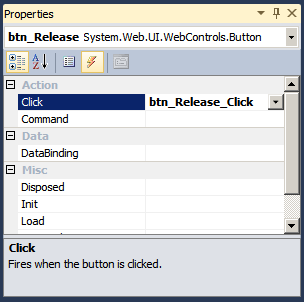 Properties
btn_Release System.Web.UI.WebControls.Button
Action
Click btn_Release_Click
Command
Data
DataBinding
Misc
Disposed
Init
Load
Click
Fires when the button is clicked.